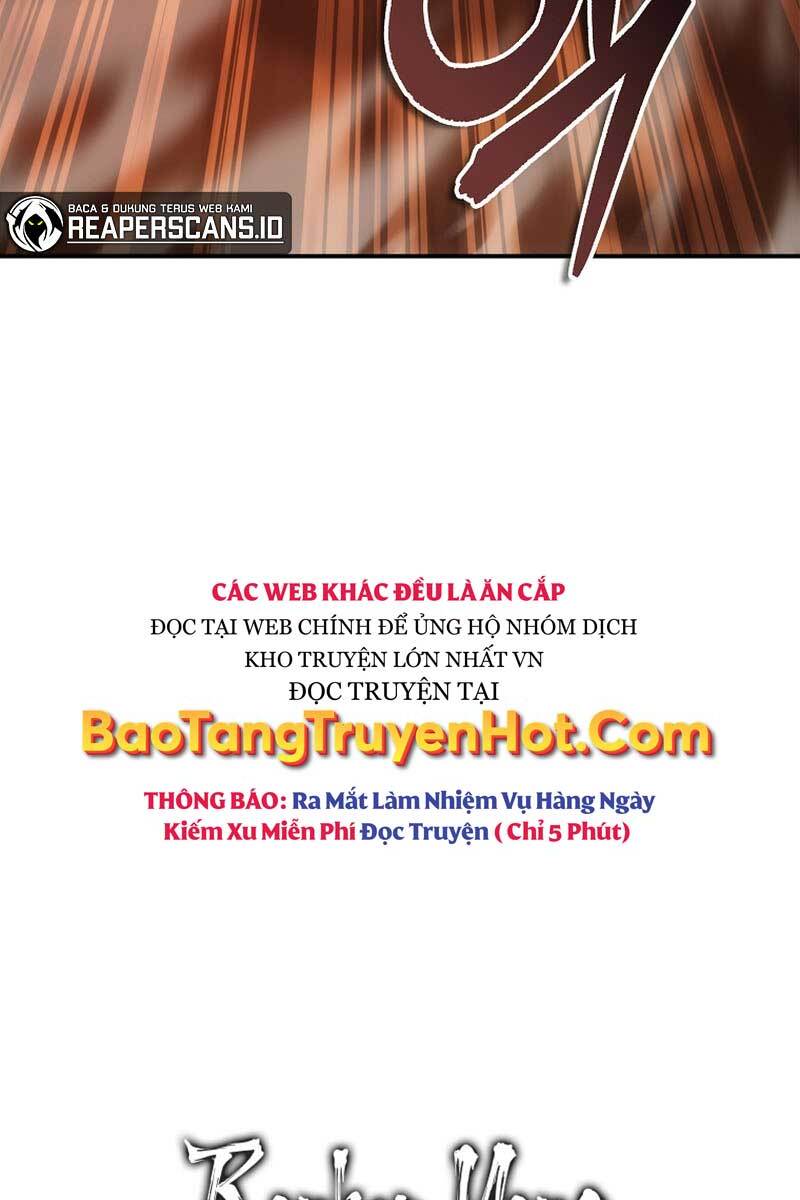 BACA & DUKUNG TERUS WEB KAMI
REAPERSCANS.ID
CÁC WEB KHÁC ĐỀU LÀ ĂN CẮP
ĐỌC TẠI WEB CHÍNH ĐỂ ỦNG HỘ NHÓM DỊCH
KHO TRUYỆN LỚN NHẤT VN
ĐỌC TRUYỆN TẠI
BaoTangTruyenHot.Com
THÔNG BÁO: Ra Mắt Làm Nhiệm Vụ Hàng Ngày
Kiếm Xu Miễn Phí Đọc Truyện ( Chỉ 5 Phút)